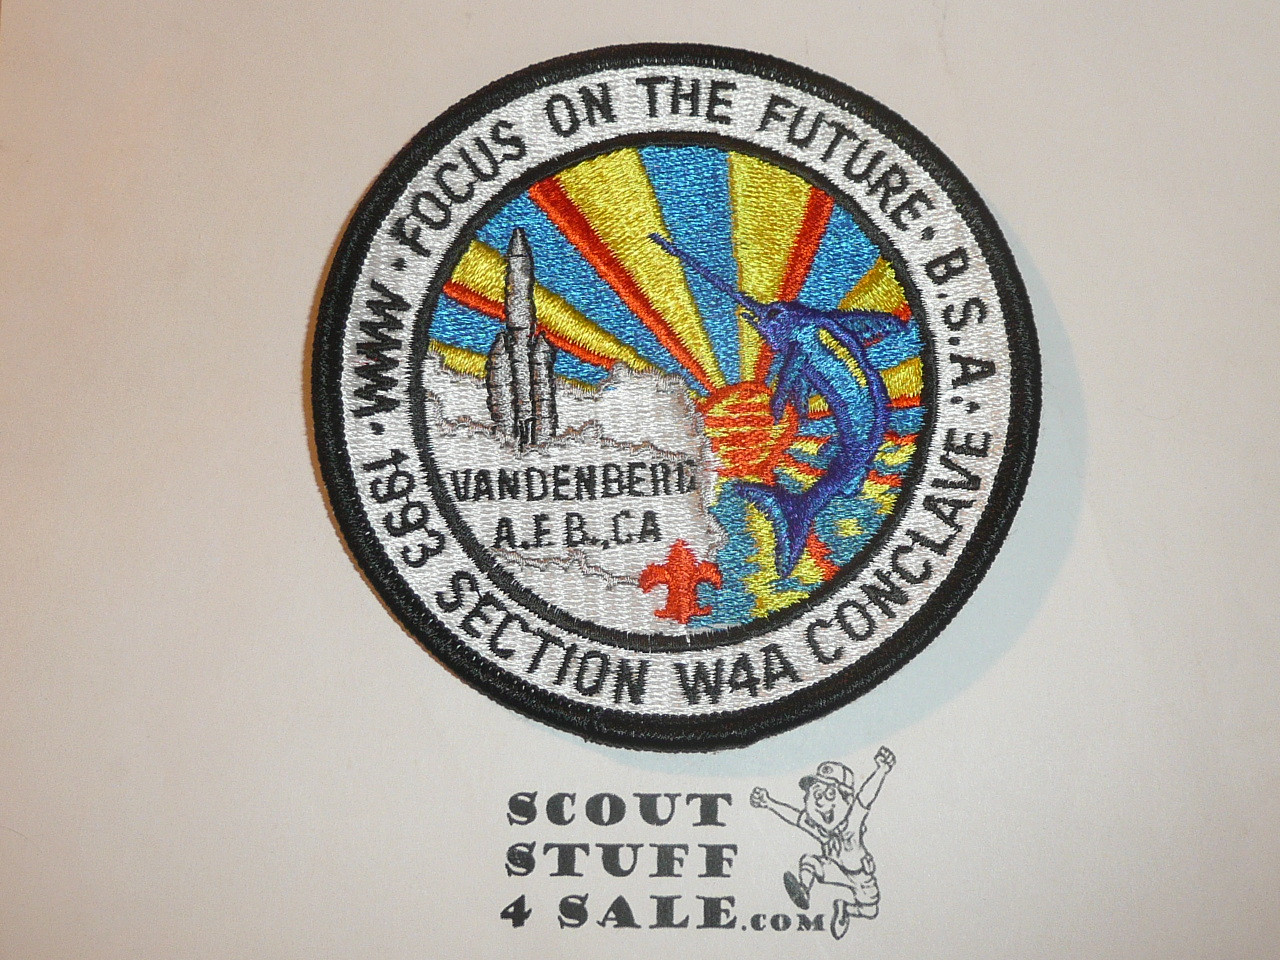 WWW · FOCUS ON THE FUTURE · B.S.A. ·
1993 SECTION W4A CONCLAVE
VANDENBERG
A.F.B., CA
SCOUT
STUFF
4 SALE.COM